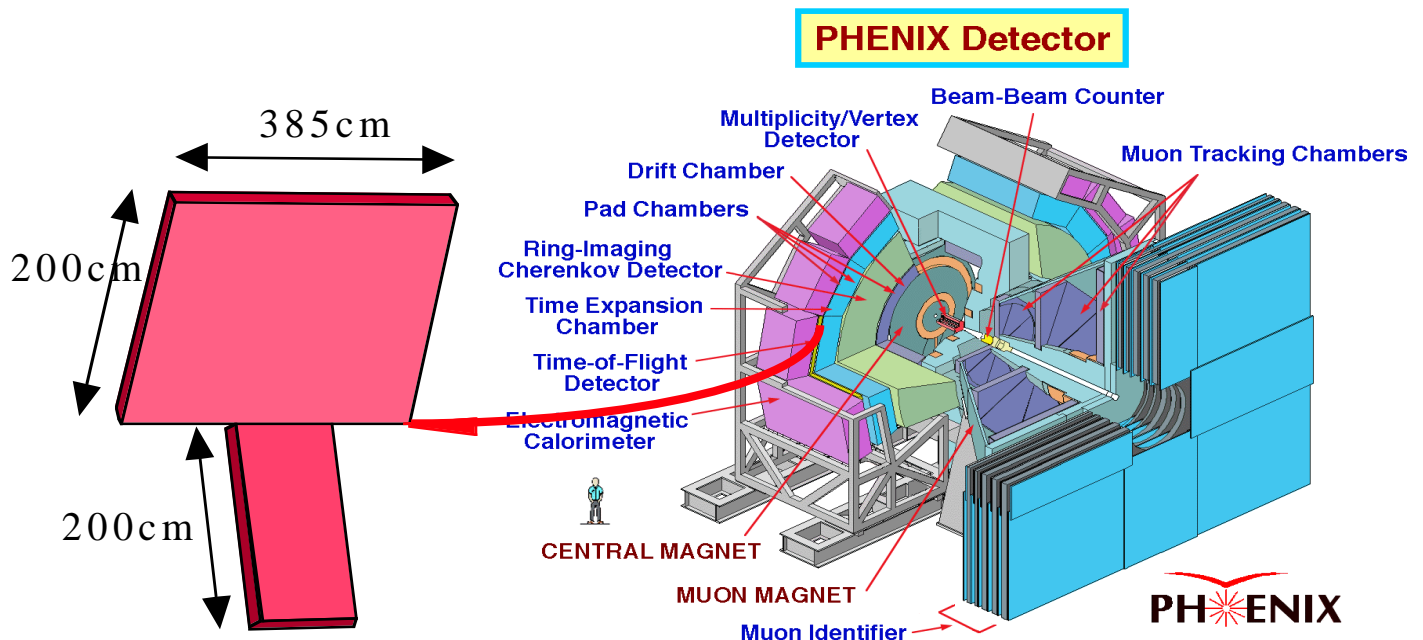 PHENIX Detector
385cm
200cm
200cm
Beam-Beam Counter
Multiplicity/Vertex
Detector
Muon Tracking Chambers
Drift Chamber
Pad Chambers
Ring-Imaging
Cherenkov Detector
Time Expansion
Chamber
Time-of-Flight
Detector
Electromagnetic
Calorimeter
CENTRAL MAGNET
MUON MAGNET
Muon Identifier
PHENIX